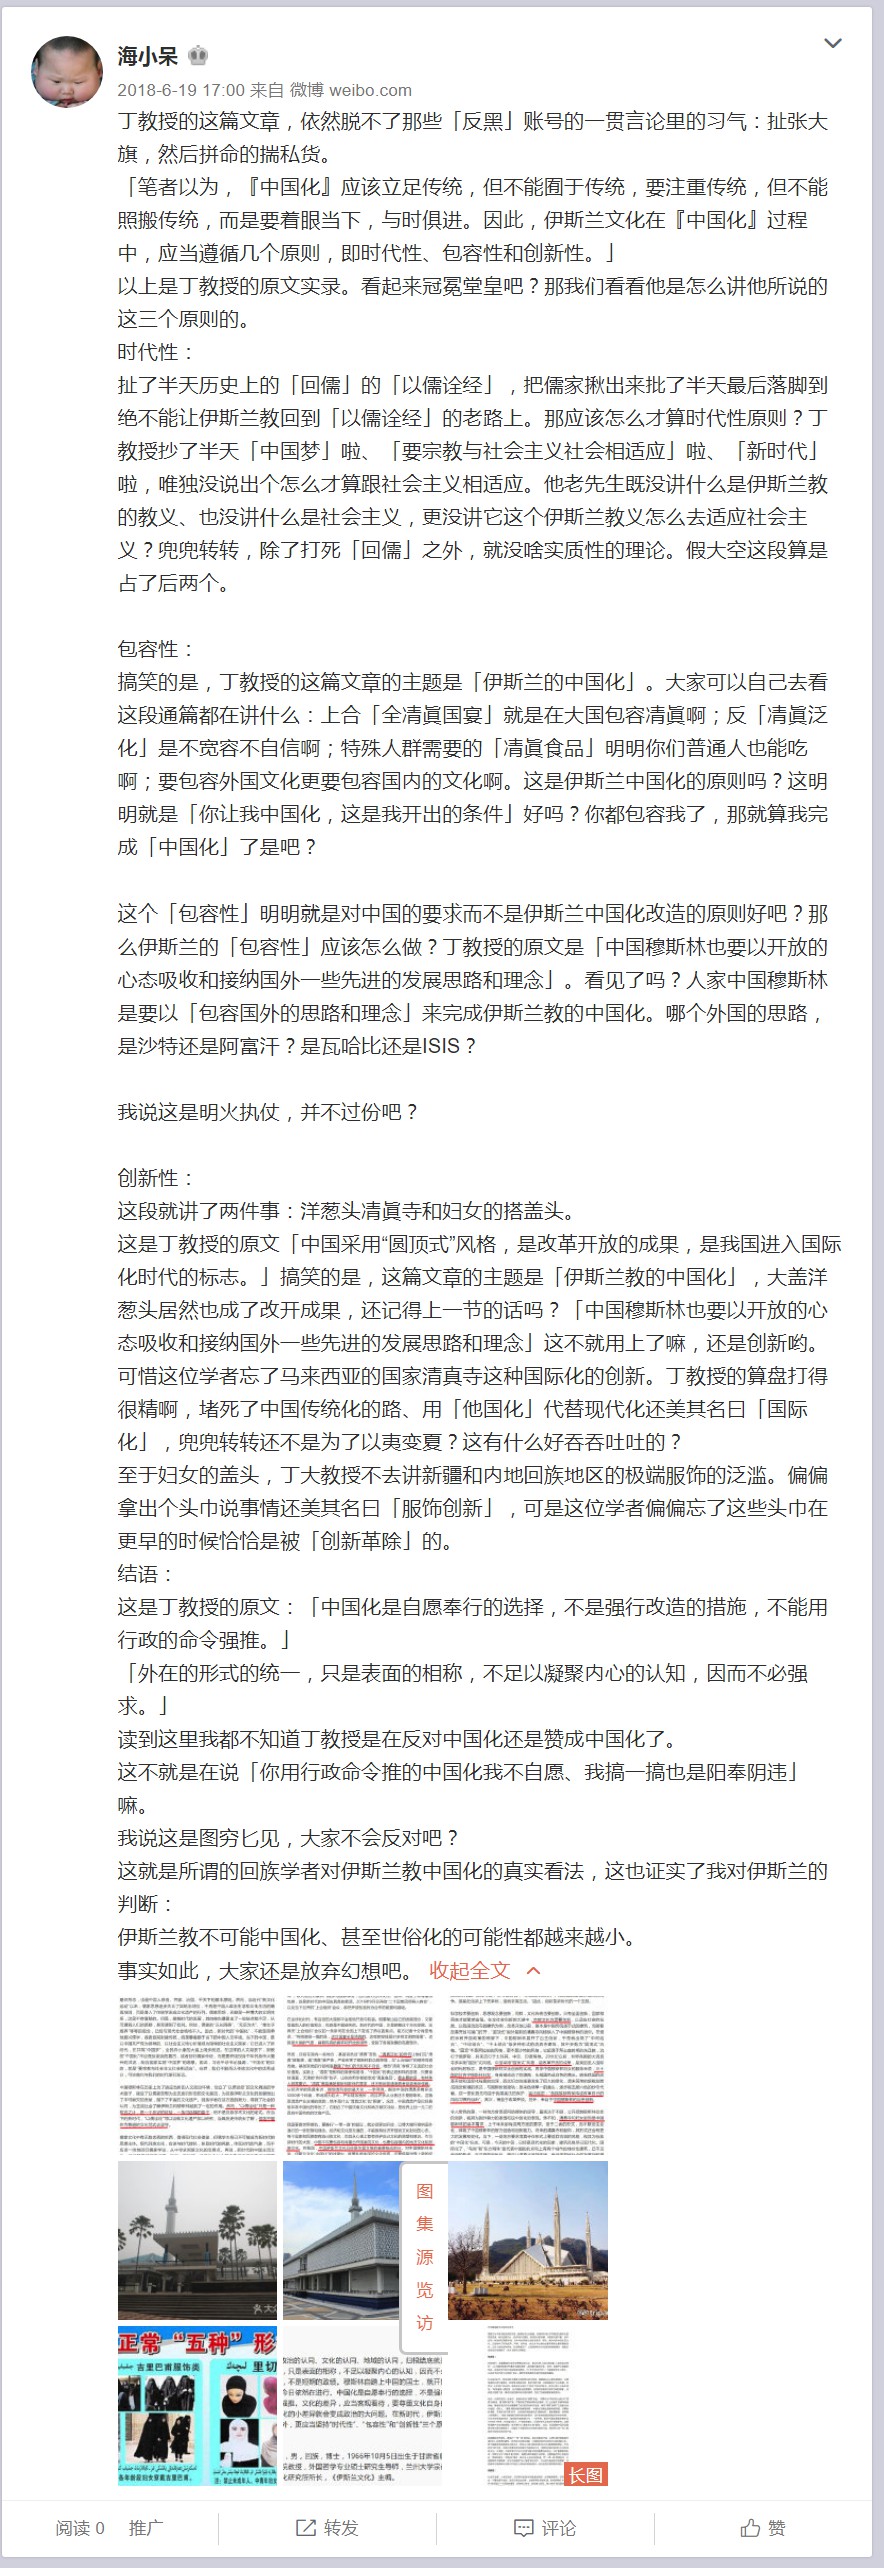 海小呆
2018-6-19 17:00 来自 微博 weibo.com
丁教授的这篇文章，依然脱不了那些「反黑」账号的一贯言论里的习气：扯张大
旗，然后拼命的揣私货。
「笔者以为，『中国化』应该立足传统，但不能囿于传统，要注重传统，但不能
照搬传统，而是要着眼当下，与时俱进。因此，伊斯兰文化在『中国化』过程
中，应当遵循几个原则，即时代性、包容性和创新性。」
以上是丁教授的原文实录。看起来冠冕堂皇吧？那我们看看他是怎么讲他所说的
这三个原则的。
时代性：
扯了半天历史上的「回儒」的「以儒诠经」，把儒家揪出来批了半天最后落脚到
绝不能让伊斯兰教回到「以儒诠经」的老路上。那应该怎么才算时代性原则？丁
教授抄了半天「中国梦」啦、「要宗教与社会主义社会相适应」啦、「新时代」
啦，唯独没说出个怎么才算跟社会主义相适应。他老先生既没讲什么是伊斯兰教
的教义、也没讲什么是社会主义，更没讲它这个伊斯兰教义怎么去适应社会主
义？兜兜转转，除了打死「回儒」之外，就没啥实质性的理论。假大空这段算是
占了后两个。
包容性：
搞笑的是，丁教授的这篇文章的主题是「伊斯兰的中国化」。大家可以自己去看
这段通篇都在讲什么：上合「全凊眞国宴」就是在大国包容凊眞啊；反「凊眞泛
化」是不宽容不自信啊；特殊人群需要的「凊眞食品」明明你们普通人也能吃
啊；要包容外国文化更要包容国内的文化啊。这是伊斯兰中国化的原则吗？这明
明就是「你让我中国化，这是我开出的条件」好吗？你都包容我了，那就算我完
成「中国化」了是吧？
这个「包容性」明明就是对中国的要求而不是伊斯兰中国化改造的原则好吧？那
么伊斯兰的「包容性」应该怎么做？丁教授的原文是「中国穆斯林也要以开放的
心态吸收和接纳国外一些先进的发展思路和理念」。看见了吗？人家中国穆斯林
是要以「包容国外的思路和理念」来完成伊斯兰教的中国化。哪个外国的思路，
是沙特还是阿富汗？是瓦哈比还是ISIS？
我说这是明火执仗，并不过份吧？
创新性：
这段就讲了两件事：洋葱头凊眞寺和妇女的搭盖头。
这是丁教授的原文「中国采用“圆顶式”风格，是改革开放的成果，是我国进入国际
化时代的标志。」搞笑的是，这篇文章的主题是「伊斯兰教的中国化」，大盖洋
葱头居然也成了改开成果，还记得上一节的话吗？「中国穆斯林也要以开放的心
态吸收和接纳国外一些先进的发展思路和理念」这不就用上了嘛，还是创新哟。
可惜这位学者忘了马来西亚的国家清真寺这种国际化的创新。丁教授的算盘打得
很精啊，堵死了中国传统化的路、用「他国化」代替现代化还美其名曰「国际
化」，兜兜转转还不是为了以夷变夏？这有什么好吞吞吐吐的？
至于妇女的盖头，丁大教授不去讲新疆和内地回族地区的极端服饰的泛滥。偏偏
拿出个头巾说事情还美其名曰「服饰创新」，可是这位学者偏偏忘了这些头巾在
更早的时候恰恰是被「创新革除」的。
结语：
这是丁教授的原文：「中国化是自愿奉行的选择，不是强行改造的措施，不能用
行政的命令强推。」
「外在的形式的统一，只是表面的相称，不足以凝聚内心的认知，因而不必强
求。」
读到这里我都不知道丁教授是在反对中国化还是赞成中国化了。
这不就是在说「你用行政命令推的中国化我不自愿、我搞一搞也是阳奉阴违」
嘛。
我说这是图穷匕见，大家不会反对吧？
这就是所谓的回族学者对伊斯兰教中国化的真实看法，这也证实了我对伊斯兰的
判断：
伊斯兰教不可能中国化、甚至世俗化的可能性都越来越小。
事实如此，大家还是放弃幻想吧。 收起全文
图
集
源
览
访
正常“五种”形
吉里巴甫服饰类
里切
长图
阅读 0 推广
转发
评论
赞